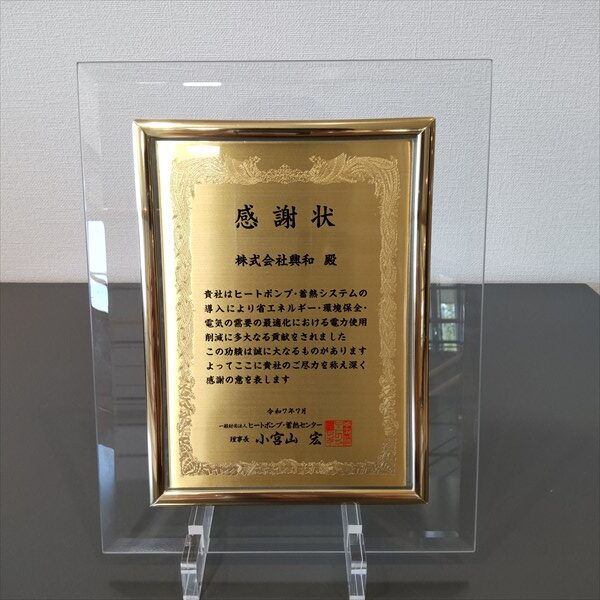 感謝状
株式会社興和 殿
貴社はヒートポンプ・蓄熱システムの
導入により省エネルギー・環境保全・
電気の需要の最適化における電力使用
削減に多大なる貢献をされました
この功績は誠に大なるものがあります
よってここに貴社のご尽力を称え深く
感謝の意を表します
令和7年7月
一般財団法人ヒートポンプ・蓄熱センター
理事長 小宮山 宏